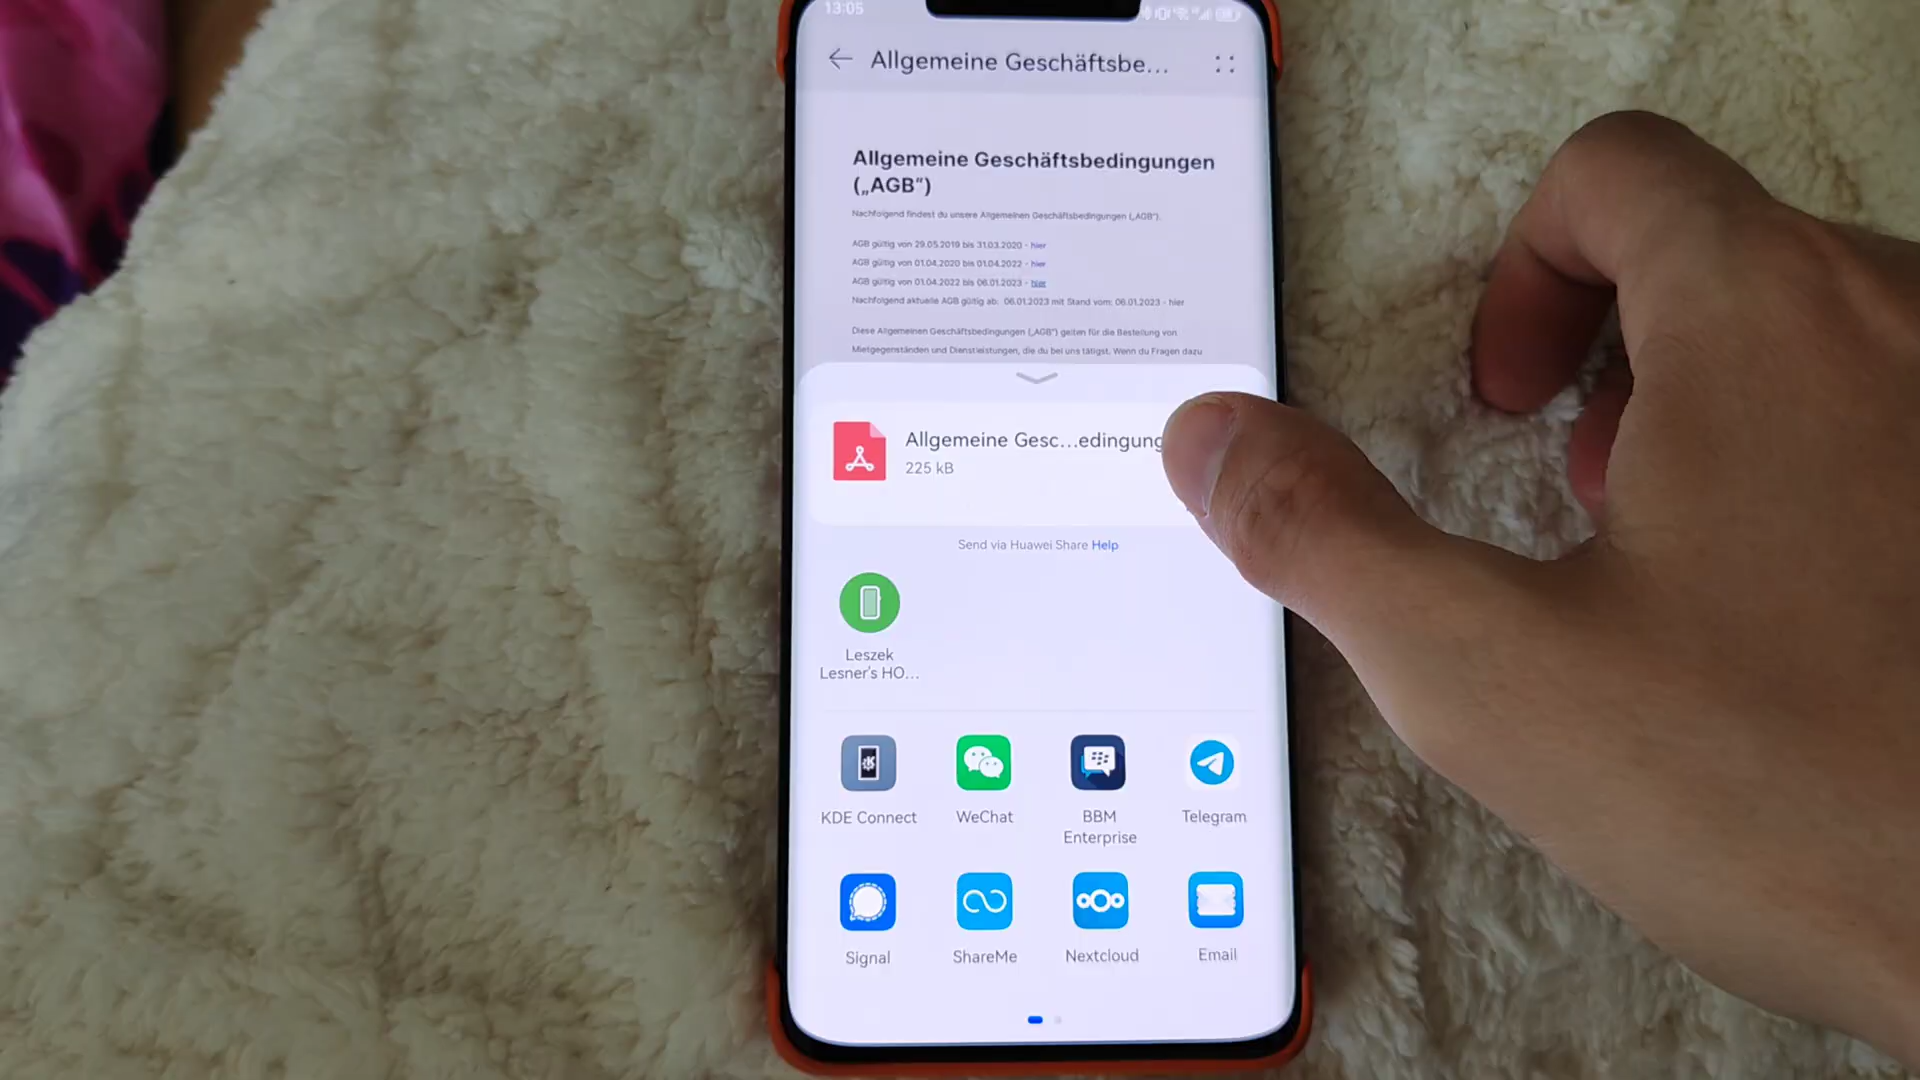 13:05
Allgemeine Geschäftsbe...
Allgemeine Geschäftsbedingungen
(„AGB“)
Nachfolgend findest du unsere Allgemeinen Geschäftsbedingungen („AGB“).
AGB gültig von 29.05.2019 bis 31.03.2020 - hier
AGB gültig von 01.04.2020 bis 01.04.2022 - hier
AGB gültig von 01.04.2022 bis 06.01.2023 - hier
Nachfolgend aktuelle AGB gültig ab: 06.01.2023 mit Stand vom: 06.01.2023 - hier
Diese Allgemeinen Geschäftsbedingungen („AGB“) gelten für die Bestellung von
Mietgegenständen und Dienstleistungen, die du bei uns tätigst. Wenn du Fragen dazu
Allgemeine Gesc...edingung
225 kB
Send via Huawei Share Help
Leszek
Lesner's HO...
KDE Connect
WeChat
BBM
Enterprise
Telegram
Signal
ShareMe
Nextcloud
Email